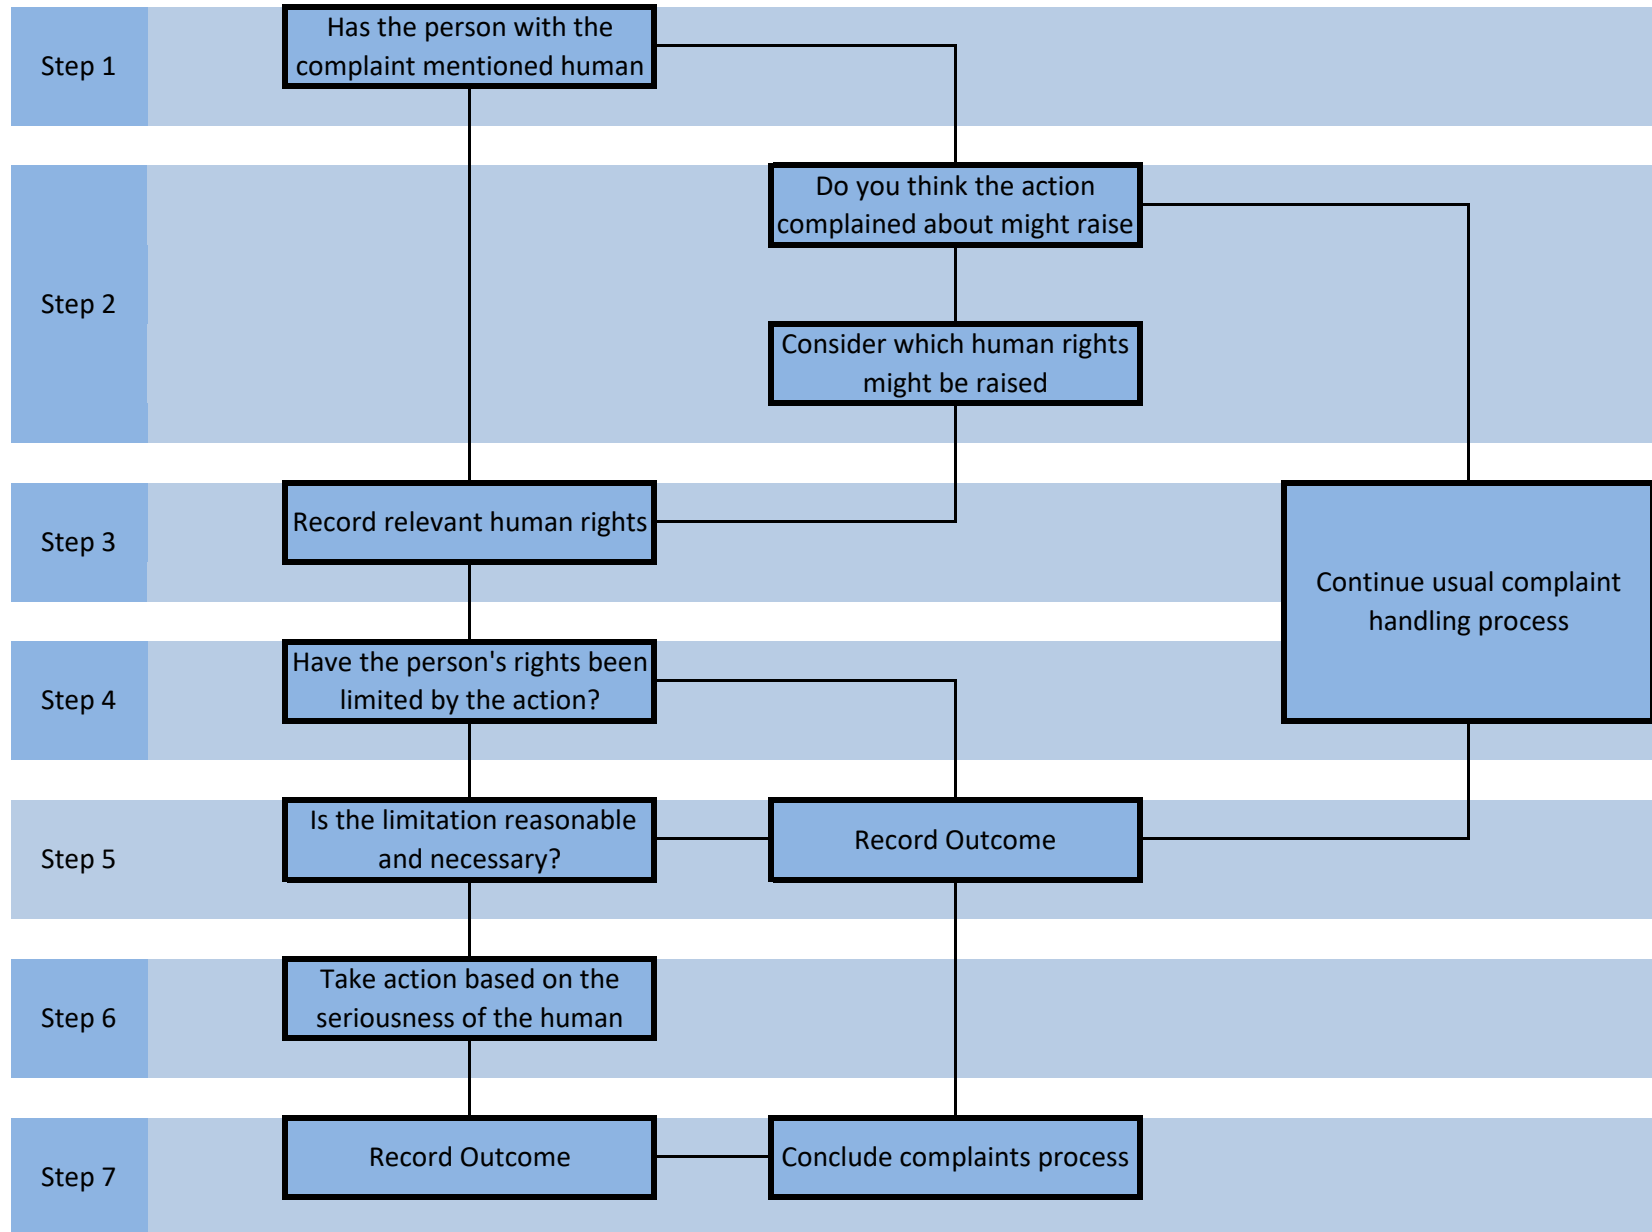 Step 1
Has the person with the
complaint mentioned human
Step 2
Do you think the action
complained about might raise
Consider which human rights
might be raised
Step 3
Record relevant human rights
Continue usual complaint
handling process
Step 4
Have the person's rights been
limited by the action?
Step 5
Is the limitation reasonable
and necessary?
Record Outcome
Step 6
Take action based on the
seriousness of the human
Step 7
Record Outcome
Conclude complaints process